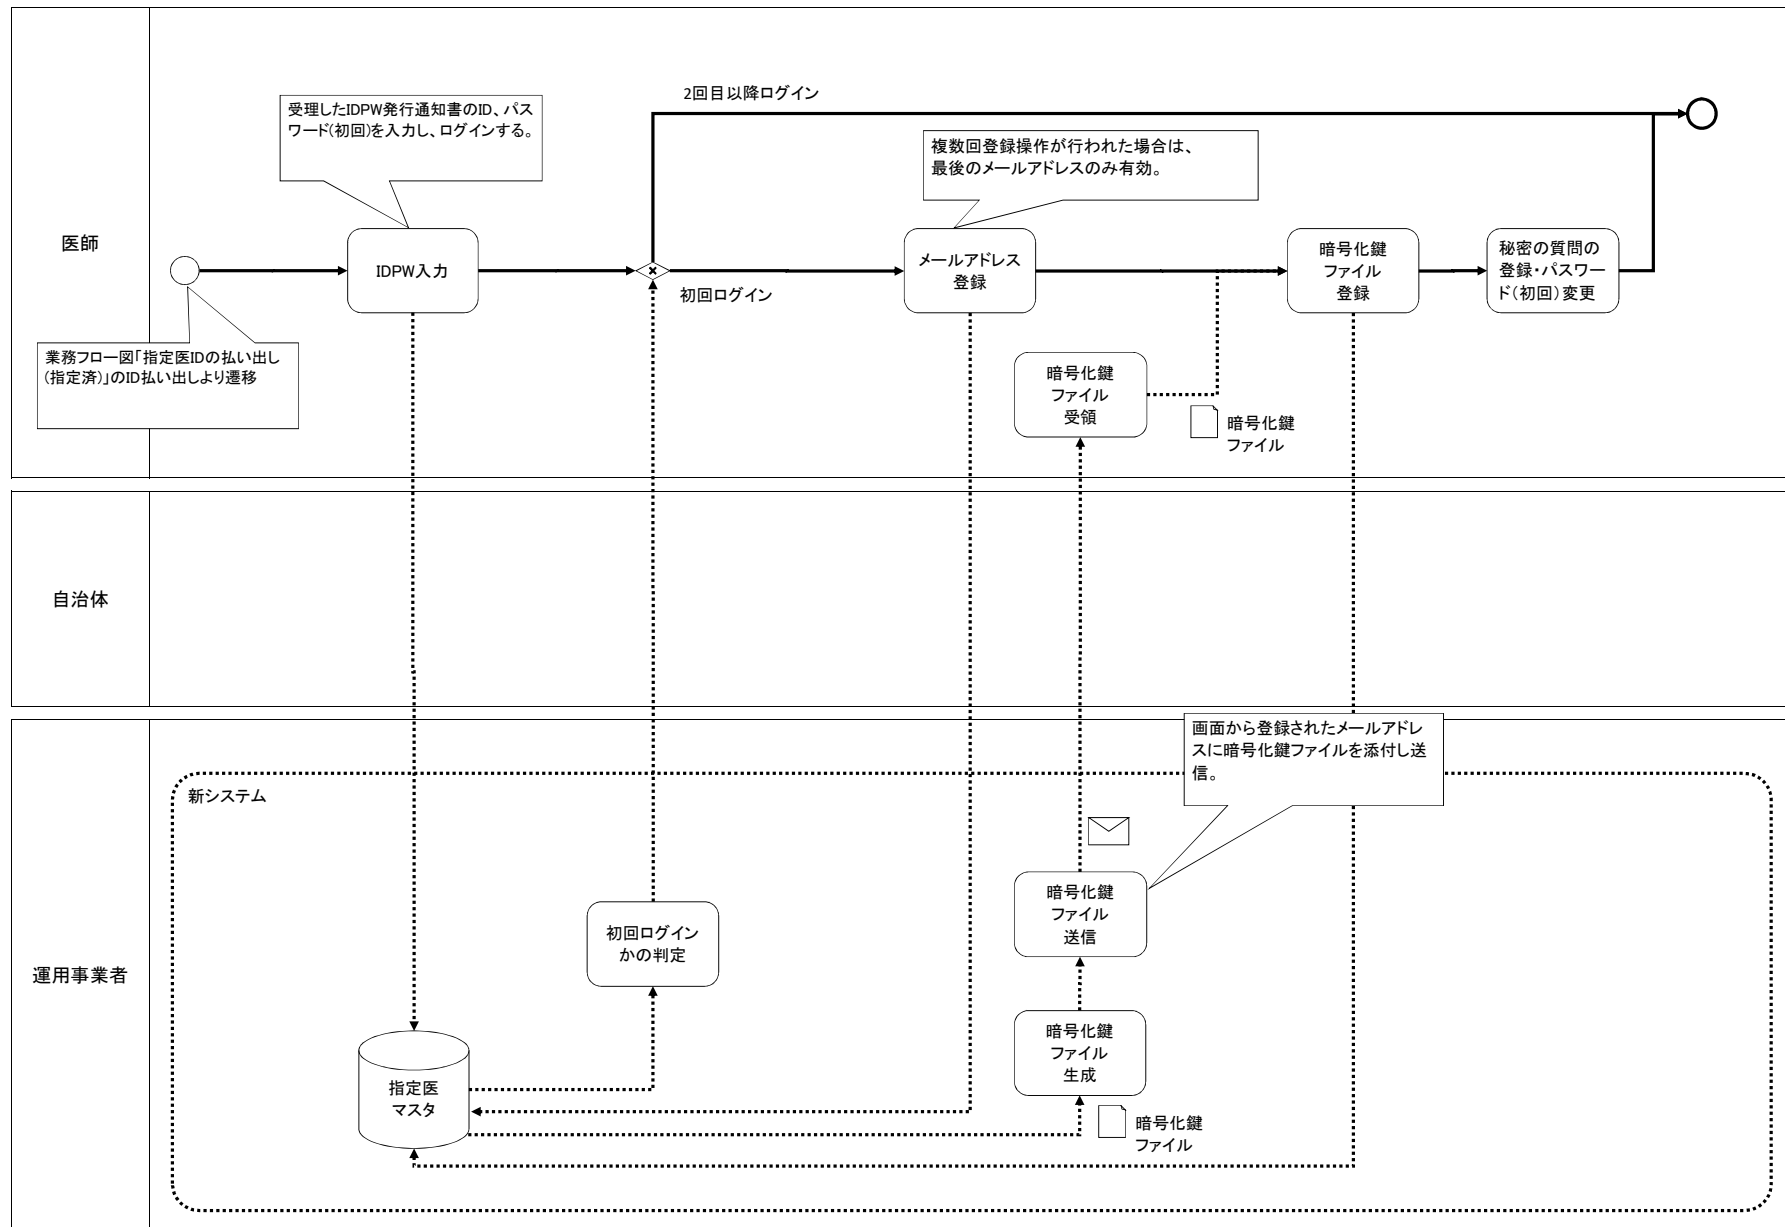 2回目以降ログイン
受理したIDPW発行通知書のID、パス
ワード(初回)を入力し、ログインする。
複数回登録操作が行われた場合は、
最後のメールアドレスのみ有効。
医師
IDPW入力
初回ログイン
メールアドレス
登録
暗号化鍵
ファイル
登録
秘密の質問の
登録・パスワー
ド(初回)変更
業務フロー図「指定医IDの払い出し
(指定済)」のID払い出しより遷移
暗号化鍵
ファイル
受領
暗号化鍵
ファイル
自治体
運用事業者
新システム
画面から登録されたメールアドレ
スに暗号化鍵ファイルを添付し送
信。
初回ログイン
かの判定
暗号化鍵
ファイル
送信
指定医
マスタ
暗号化鍵
ファイル
生成
暗号化鍵
ファイル